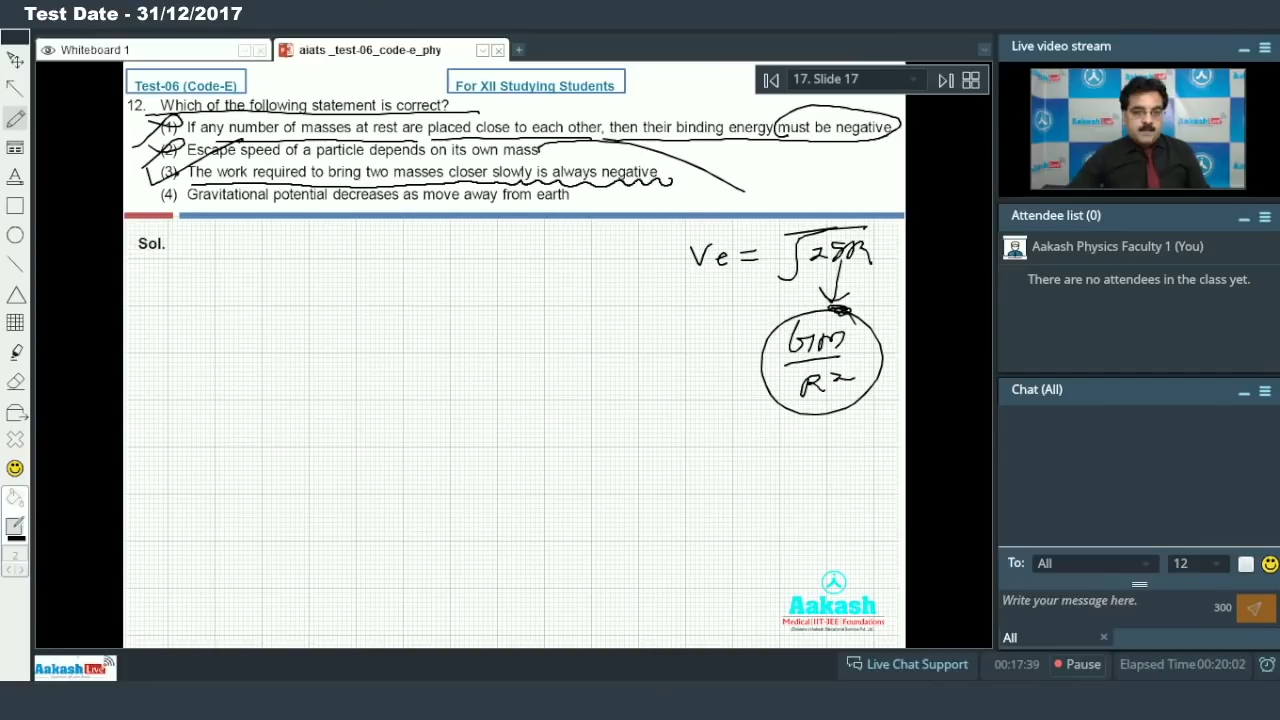 Test Date - 31/12/2017
Whiteboard 1
aiats _test-06_code-e_phy
Live video stream
Test-06 (Code-E)
For XII Studying Students
17. Slide 17
12. Which of the following statement is correct?
(1) If any number of masses at rest are placed close to each other, then their binding energy must be negative
(2) Escape speed of a particle depends on its own mass
(3) The work required to bring two masses closer slowly is always negative
(4) Gravitational potential decreases as move away from earth
Sol.
Ve = √2gR
GM
R2
Attendee list (0)
Aakash Physics Faculty 1 (You)
There are no attendees in the class yet.
Chat (All)
To: All 12
Write your message here.
300
All
Aakash
Medical|IIT-JEE|Foundations
Aakash Live
Live Chat Support
00:17:39
Pause
Elapsed Time 00:20:02
2